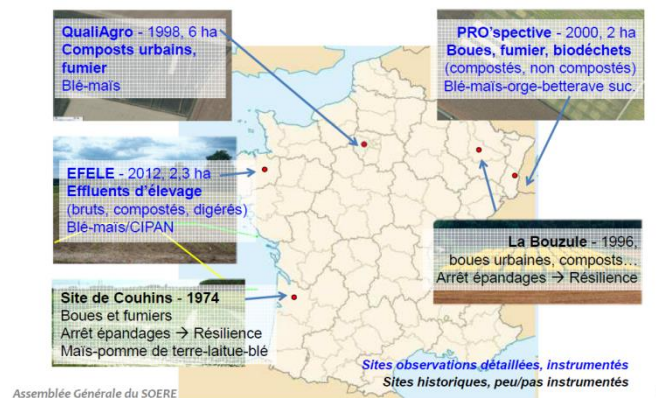 QualiAgro - 1998, 6 ha
Composts urbains,
fumier
Blé-maïs
PRO'spective - 2000, 2 ha
Boues, fumier, biodéchets
(compostés, non compostés)
Blé-maïs-orge-betterave suc.
EFELE - 2012, 2,3 ha
Effluents d'élevage
(bruts, compostés, digérés)
Blé-maïs/CIPAN
La Bouzule - 1996,
boues urbaines, composts…
Arrêt épandages → Résilience
Site de Couhins - 1974
Boues et fumiers
Arrêt épandages → Résilience
Maïs-pomme de terre-laitue-blé
Sites observations détaillées, instrumentés
Sites historiques, peu/pas instrumentés
Assemblée Générale du SOERE